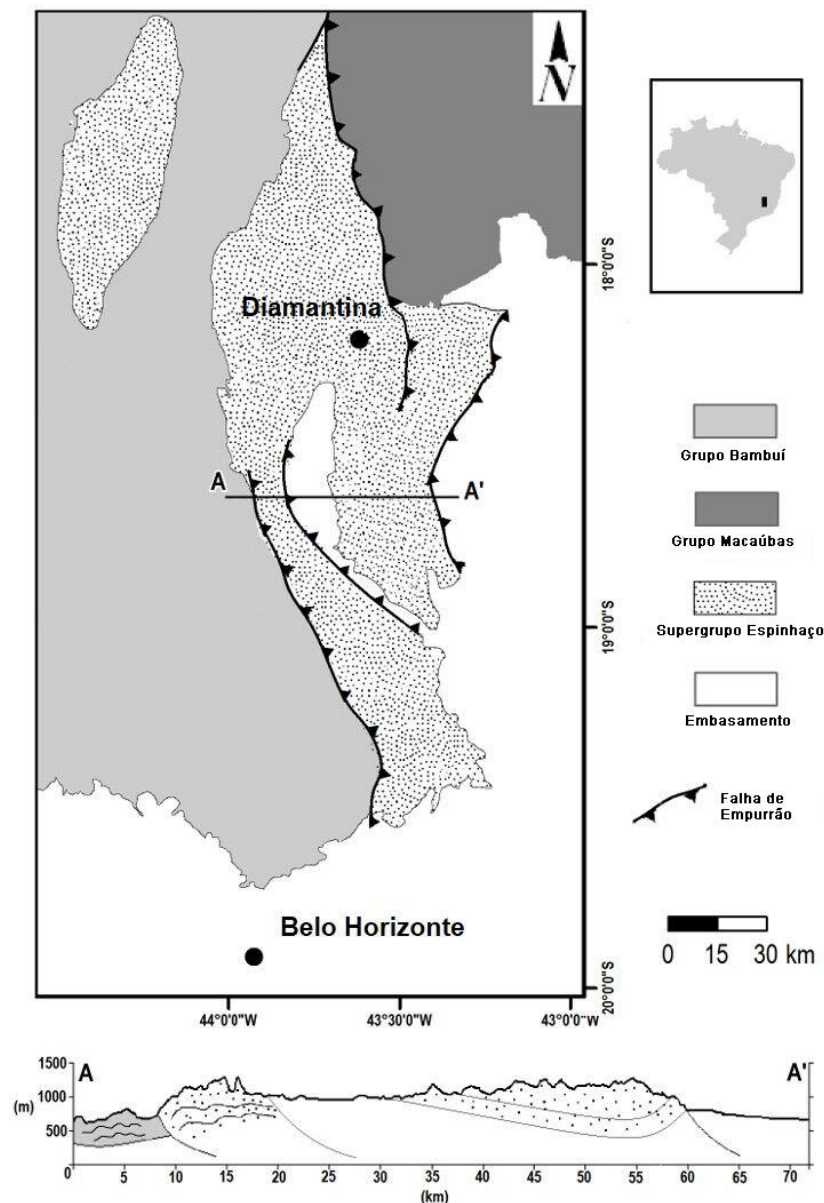 N
Diamantina
A
A'
Belo Horizonte
18°0'0"S
19°0'0"S
20°0'0"S
44°0'0"W
43°30'0"W
43°0'0"W
Grupo Bambuí
Grupo Macaúbas
Supergrupo Espinhaço
Embasamento
Falha de
Empurrão
0 15 30 km
A
A'
1500
1000
(m)
500
0 5 10 15 20 25 30 35 40 45 50 55 60 65 70
(km)